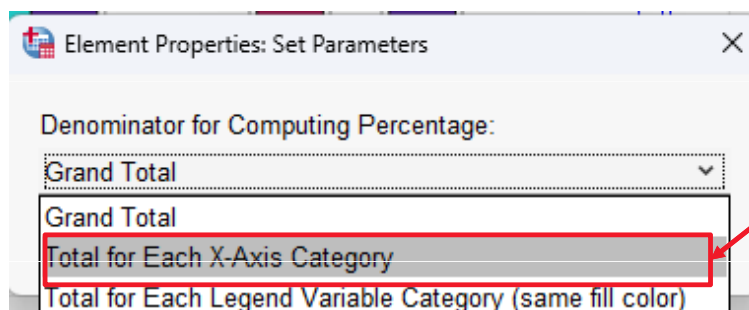 Element Properties: Set Parameters
Denominator for Computing Percentage:
Grand Total
Grand Total
Total for Each X-Axis Category
Total for Each Legend Variable Category (same fill color)